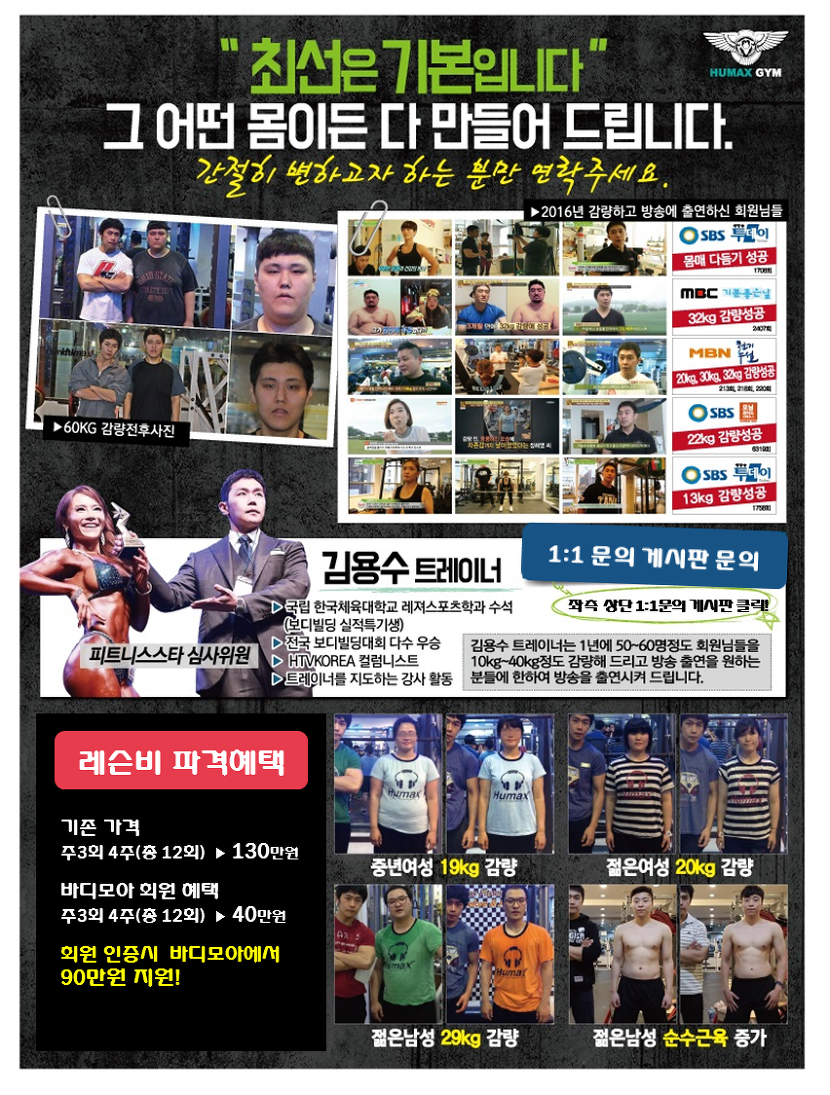 "최선은 기본입니다"
HUMAX GYM
그 어떤 몸이든 다 만들어 드립니다.
간절히 변하고자 하는 분만 연락주세요.
▶2016년 감량하고 방송에 출연하신 회원님들
SBS 투데이
몸매 다듬기 성공
1706회
MBC 기분좋은날
32kg 감량성공
2407회
MBN
20kg, 30kg, 32kg 감량성공
213회, 218회, 220회
SBS
22kg 감량성공
6319회
SBS 투데이
13kg 감량성공
1758회
▶60KG 감량전후사진
김용수 트레이너
1:1 문의 게시판 문의
좌측 상단 1:1문의 게시판 클릭!
▷국립 한국체육대학교 레져스포츠학과 수석
(보디빌딩 실적특기생)
▷전국 보디빌딩대회 다수 우승
▷HTVKOREA 컬럼니스트
▷트레이너를 지도하는 강사 활동
피트니스스타 심사위원
김용수 트레이너는 1년에 50~60명정도 회원님들을
10kg~40kg정도 감량해 드리고 방송 출연을 원하는
분들에 한하여 방송을 출연시켜 드립니다.
레슨비 파격혜택
기존 가격
주3회 4주(총 12회) ▶ 130만원
바디모아 회원 혜택
주3회 4주(총 12회) ▶ 40만원
회원 인증시 바디모아에서
90만원 지원!
Humax
Humax
Humax
Humax
중년여성 19kg 감량
젊은여성 20kg 감량
Humax
Humax
젊은남성 29kg 감량
젊은남성 순수근육 증가